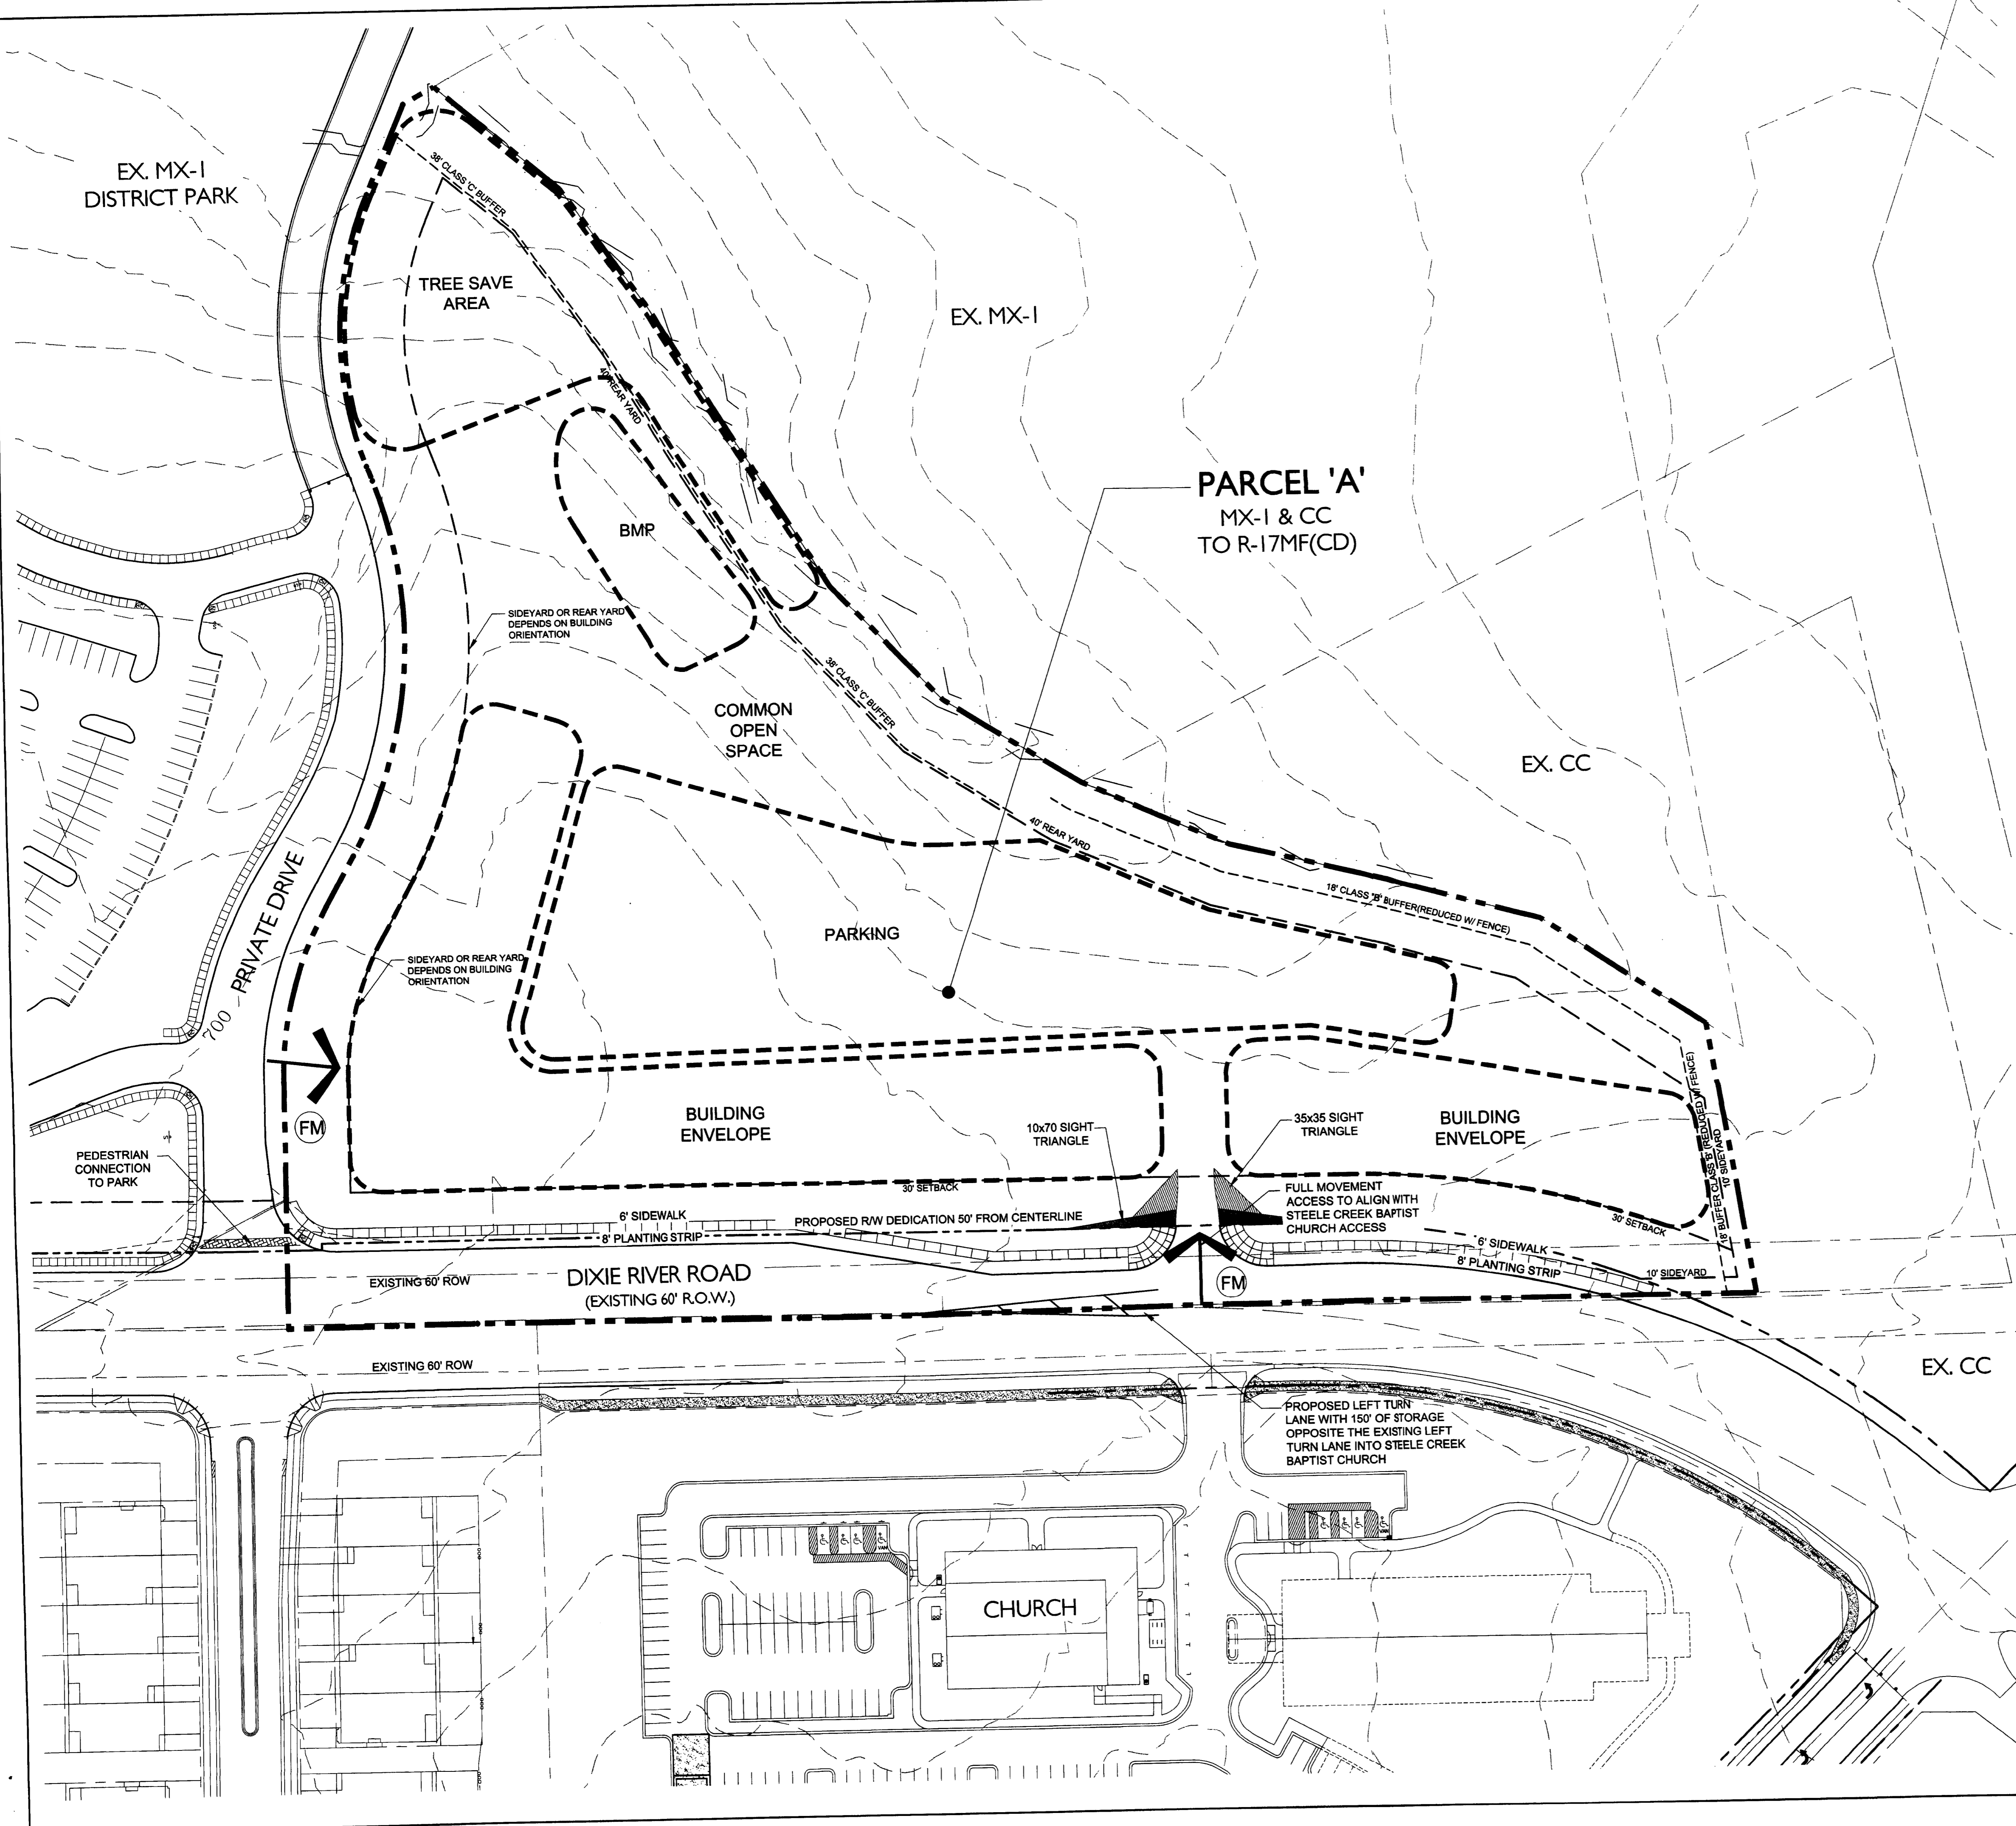 EX. MX-1
DISTRICT PARK
38' CLASS 'C' BUFFER
TREE SAVE
AREA
EX. MX-1
40' REAR YARD
PARCEL 'A'
MX-1 & CC
TO R-17MF(CD)
BMP
SIDEYARD OR REAR YARD
DEPENDS ON BUILDING
ORIENTATION
38' CLASS 'C' BUFFER
COMMON
OPEN
SPACE
EX. CC
40' REAR YARD
18' CLASS 'B' BUFFER(REDUCED W/ FENCE)
PRIVATE DRIVE
PARKING
SIDEYARD OR REAR YARD
DEPENDS ON BUILDING
ORIENTATION
700
FM
BUILDING
ENVELOPE
10x70 SIGHT
TRIANGLE
35x35 SIGHT
TRIANGLE
BUILDING
ENVELOPE
18' BUFFER CLASS 'B' (REDUCED W/ FENCE)
10' SIDEYARD
PEDESTRIAN
CONNECTION
TO PARK
30' SETBACK
FULL MOVEMENT
ACCESS TO ALIGN WITH
STEELE CREEK BAPTIST
CHURCH ACCESS
6' SIDEWALK
PROPOSED R/W DEDICATION 50' FROM CENTERLINE
8' PLANTING STRIP
30' SETBACK
6' SIDEWALK
8' PLANTING STRIP
10' SIDEYARD
EXISTING 60' ROW
DIXIE RIVER ROAD
(EXISTING 60' R.O.W.)
FM
EXISTING 60' ROW
EX. CC
PROPOSED LEFT TURN
LANE WITH 150' OF STORAGE
OPPOSITE THE EXISTING LEFT
TURN LANE INTO STEELE CREEK
BAPTIST CHURCH
VAN
VAN
CHURCH